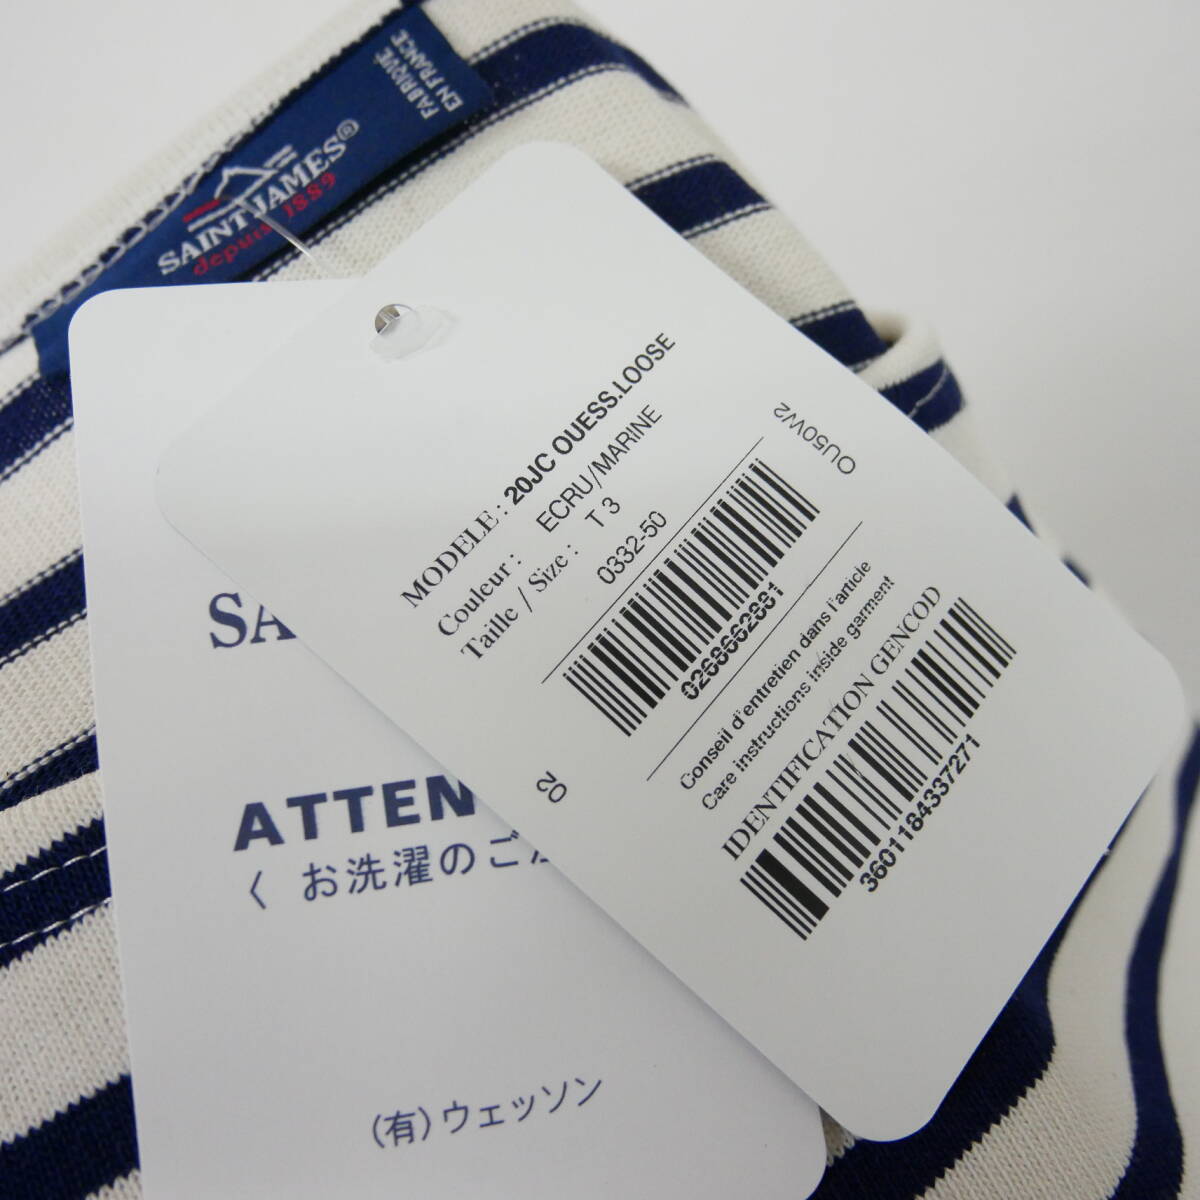 FABRIQUÉ
EN FRANCE
SAINT JAMES®
depuis 1889
MODELE : 20JC OUESS.LOOSE
Couleur : ECRU/MARINE
Taille / Size : T 3
0332-50
OU50W2
0268662881
02
Conseil d'entretien dans l'article
Care instructions inside garment
IDENTIFICATION GENCOD
3601184337271
SA
ATTEN
〈 お洗濯のご
(有)ウェッソン